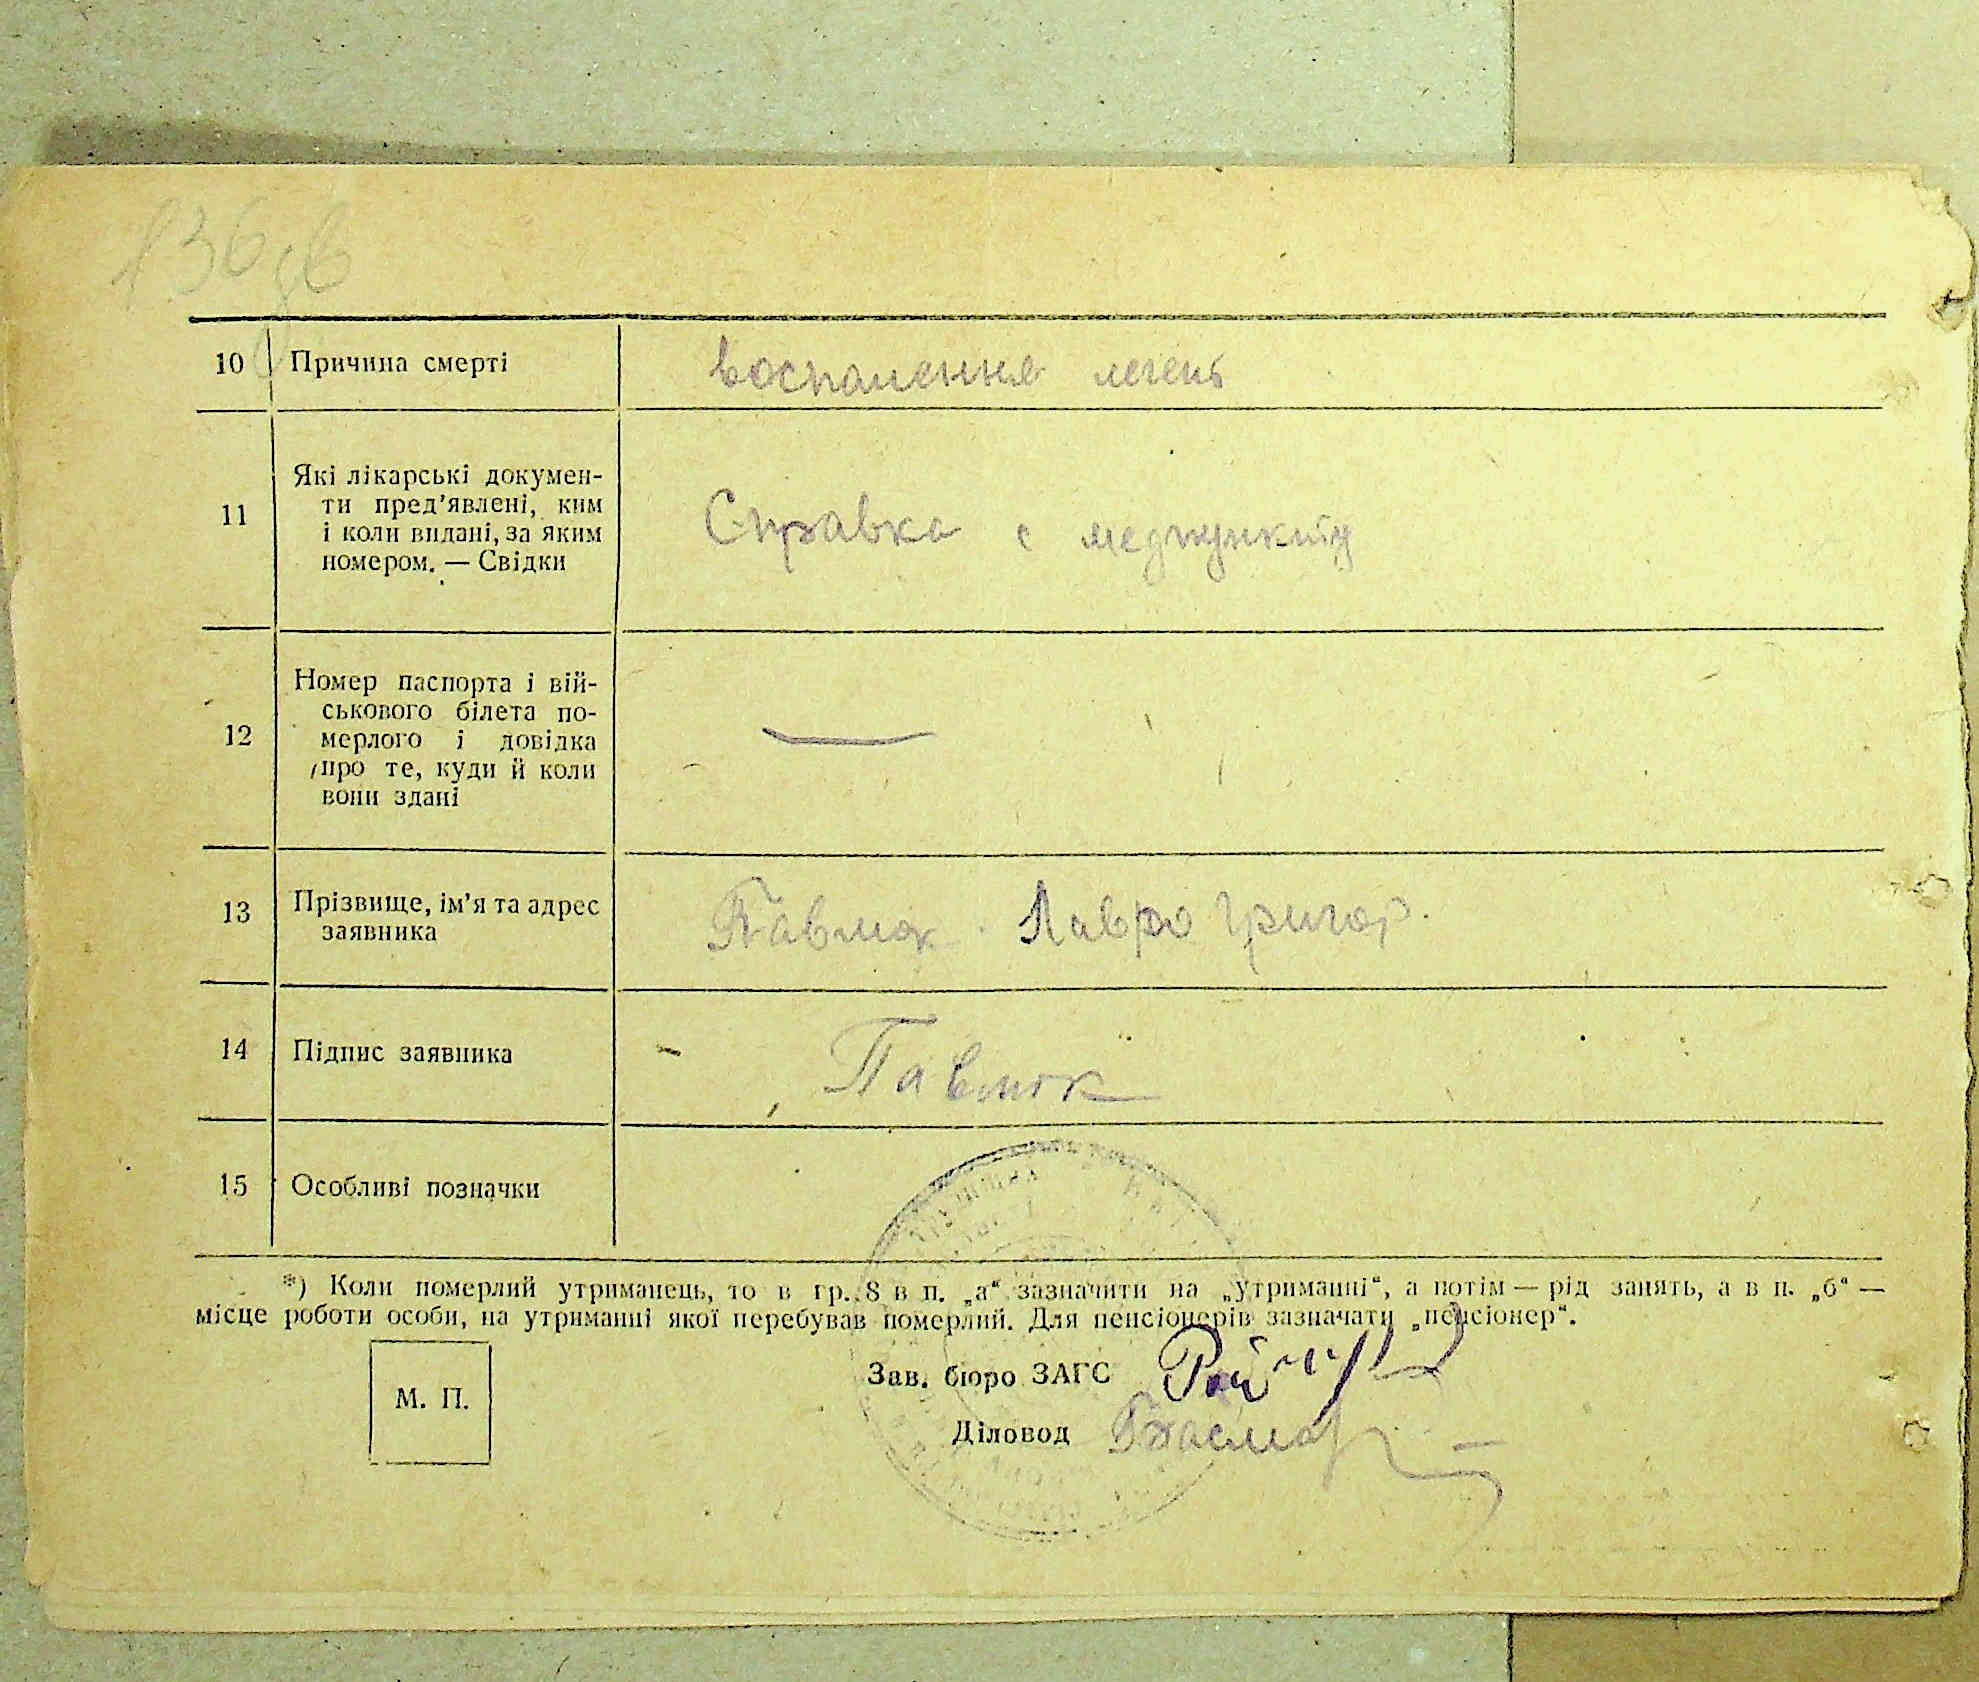 136
10 Причина смерті воспалення легень
11 Які лікарські докумен-
ти пред'явлені, ким
і коли видані, за яким
номером. — Свідки
Справка с медпункту
12 Номер паспорта і вій-
ськового білета по-
мерлого і довідка
про те, куди й коли
вони здані
—
13 Прізвище, ім'я та адрес
заявника
Павлюк Лавро Григор.
14 Підпис заявника Павлюк
15 Особливі позначки
*) Коли померлий утриманець, то в гр. 8 в п. „а“ зазначити на „утриманні“, а потім — рід занять, а в п. „б“ —
місце роботи особи, на утриманні якої перебував померлий. Для пенсіонерів зазначати „пенсіонер“.
Зав. бюро ЗАГС
М. П.
Діловод